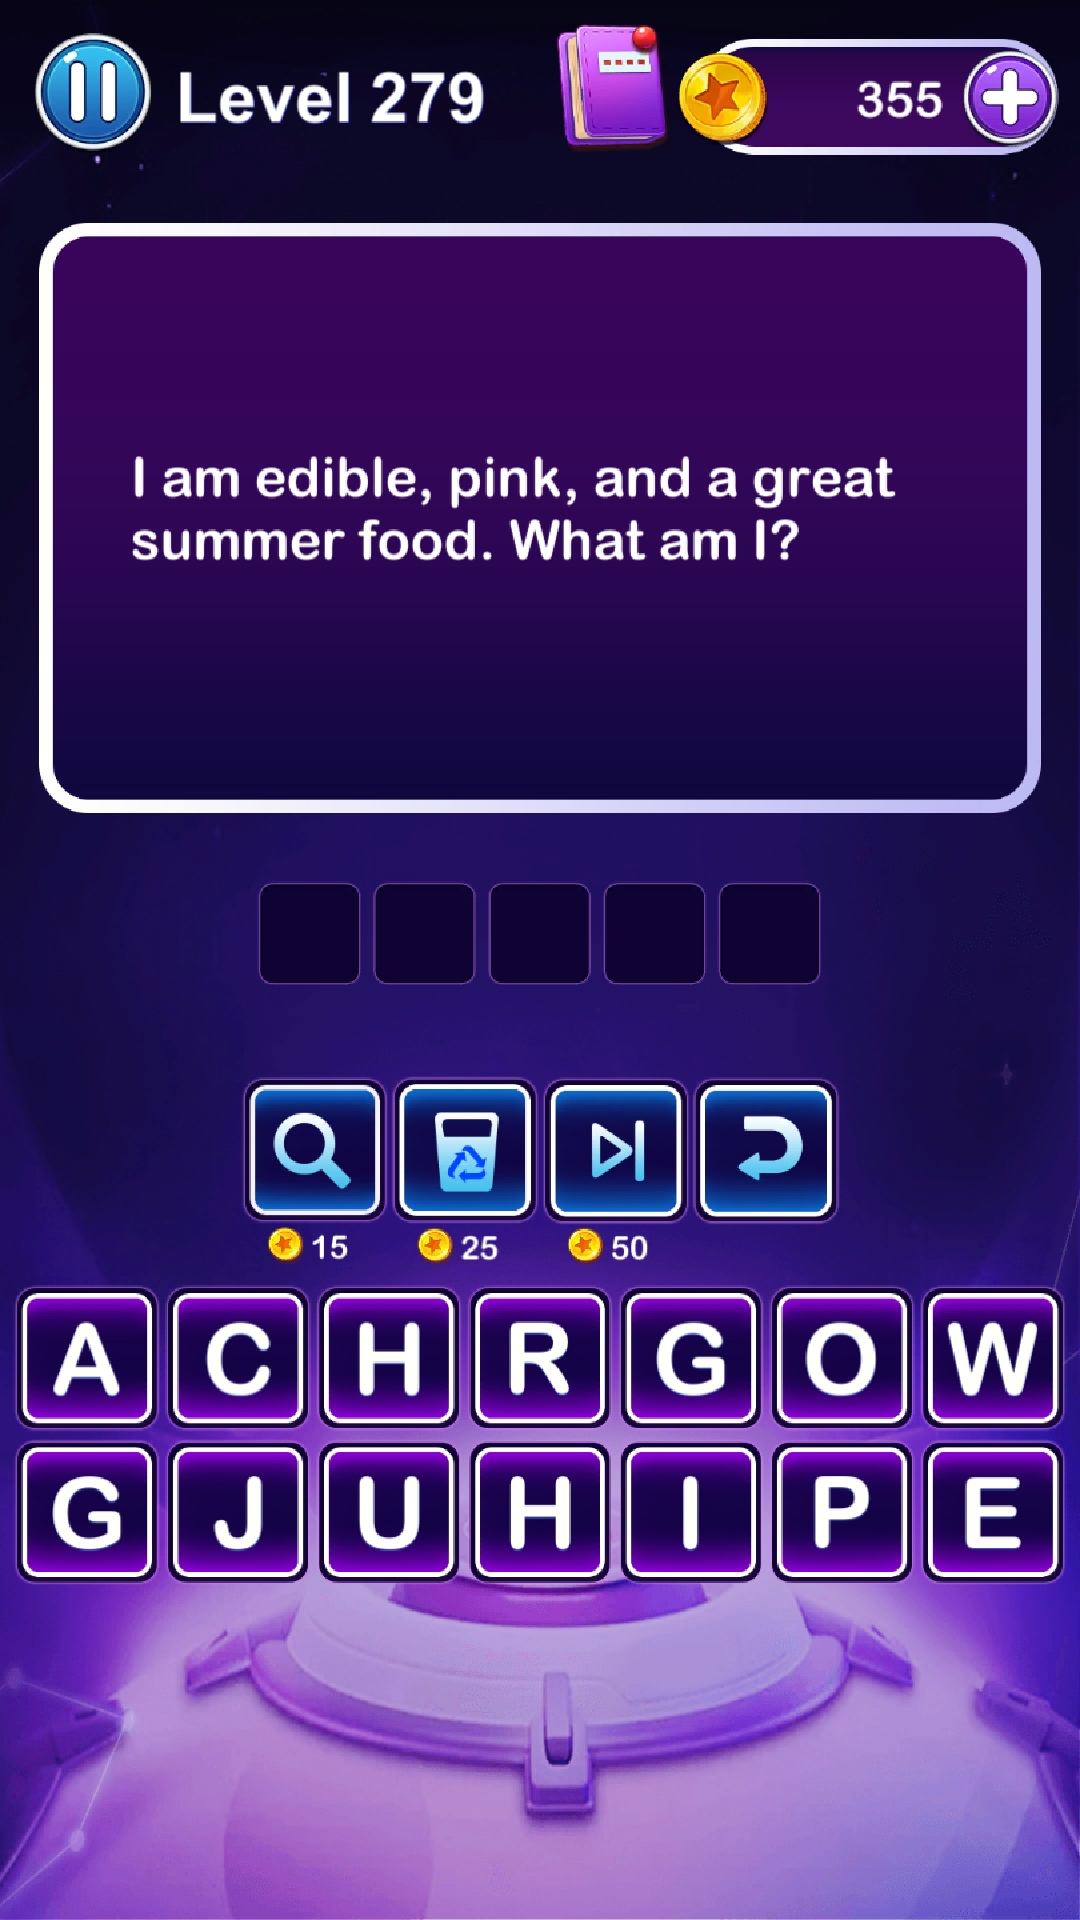 Level 279
355
I am edible, pink, and a great
summer food. What am I?
15 25 50
A C H R G O W
G J U H I P E